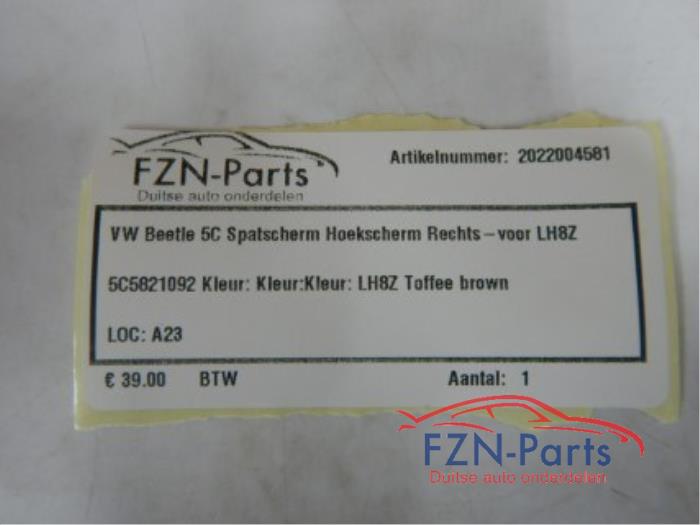 FZN-Parts
Duitse auto onderdelen
Artikelnummer: 2022004581
VW Beetle 5C Spatscherm Hoekscherm Rechts-voor LH8Z
5C5821092 Kleur: Kleur:Kleur: LH8Z Toffee brown
LOC: A23
€ 39.00 BTW Aantal: 1
FZN-Parts
Duitse auto onderdelen